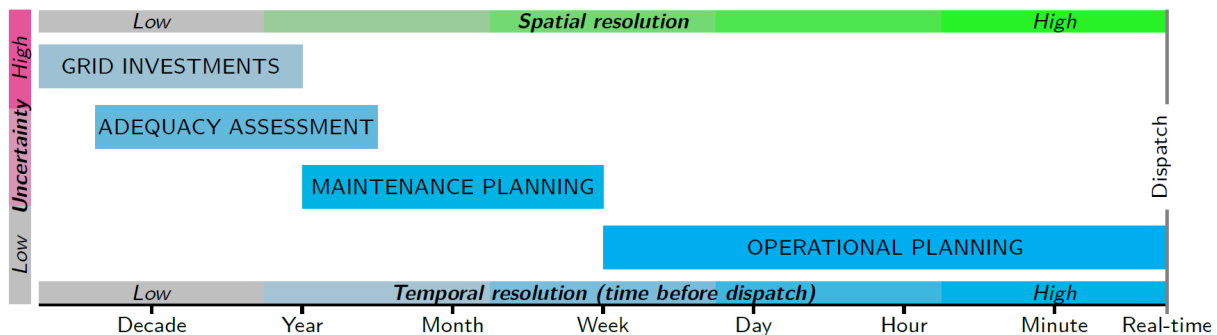 Low Spatial resolution High
High
Uncertainty
Low
GRID INVESTMENTS
ADEQUACY ASSESSMENT
MAINTENANCE PLANNING
OPERATIONAL PLANNING
Dispatch
Low Temporal resolution (time before dispatch) High
Decade Year Month Week Day Hour Minute Real-time